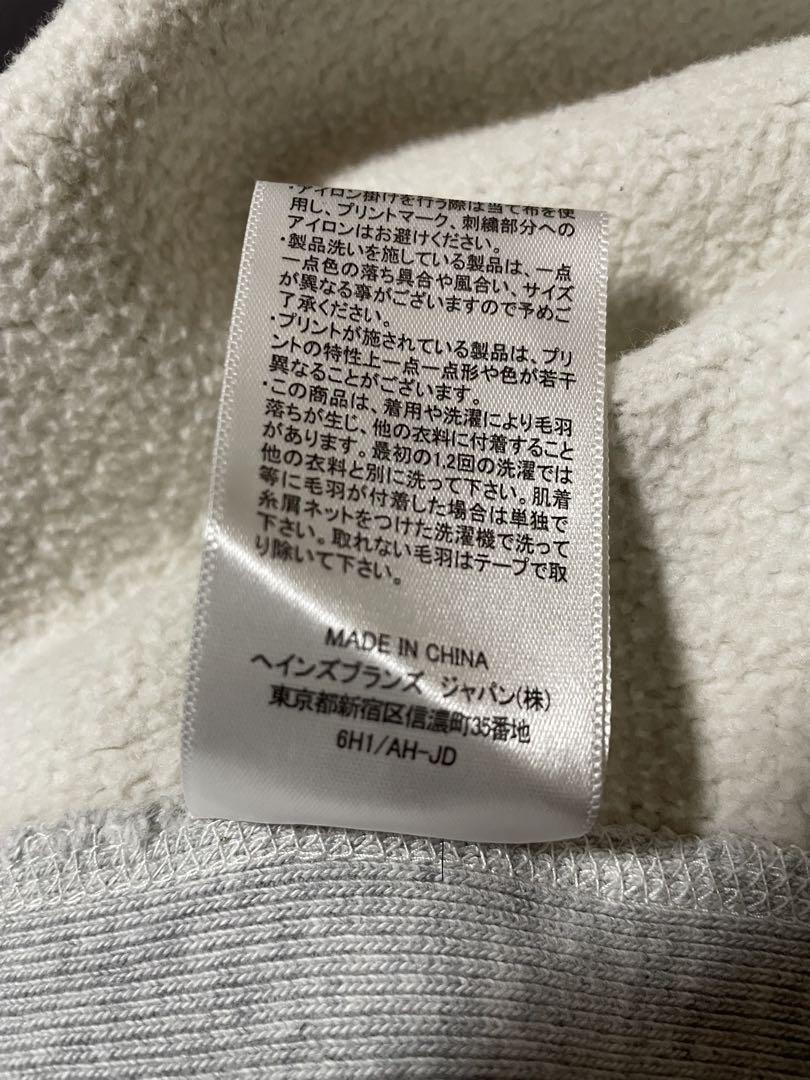 ・アイロン掛けを行う際は当て布を使
用し、プリントマーク、刺繍部分への
アイロンはお避けください。
・製品洗いを施している製品は、一点
一点色の落ち具合や風合い、サイズ
が異なる事がございますので予めご
了承ください。
・プリントが施されている製品は、プリ
ントの特性上一点一点形や色が若干
異なることがございます。
・この商品は、着用や洗濯により毛羽
落ちが生じ、他の衣料に付着すること
があります。最初の1.2回の洗濯では
他の衣料と別に洗って下さい。肌着
等に毛羽が付着した場合は単独で
糸屑ネットをつけた洗濯機で洗って
下さい。取れない毛羽はテープで取
り除いて下さい。
MADE IN CHINA
ヘインズブランズ ジャパン(株)
東京都新宿区信濃町35番地
6H1/AH-JD